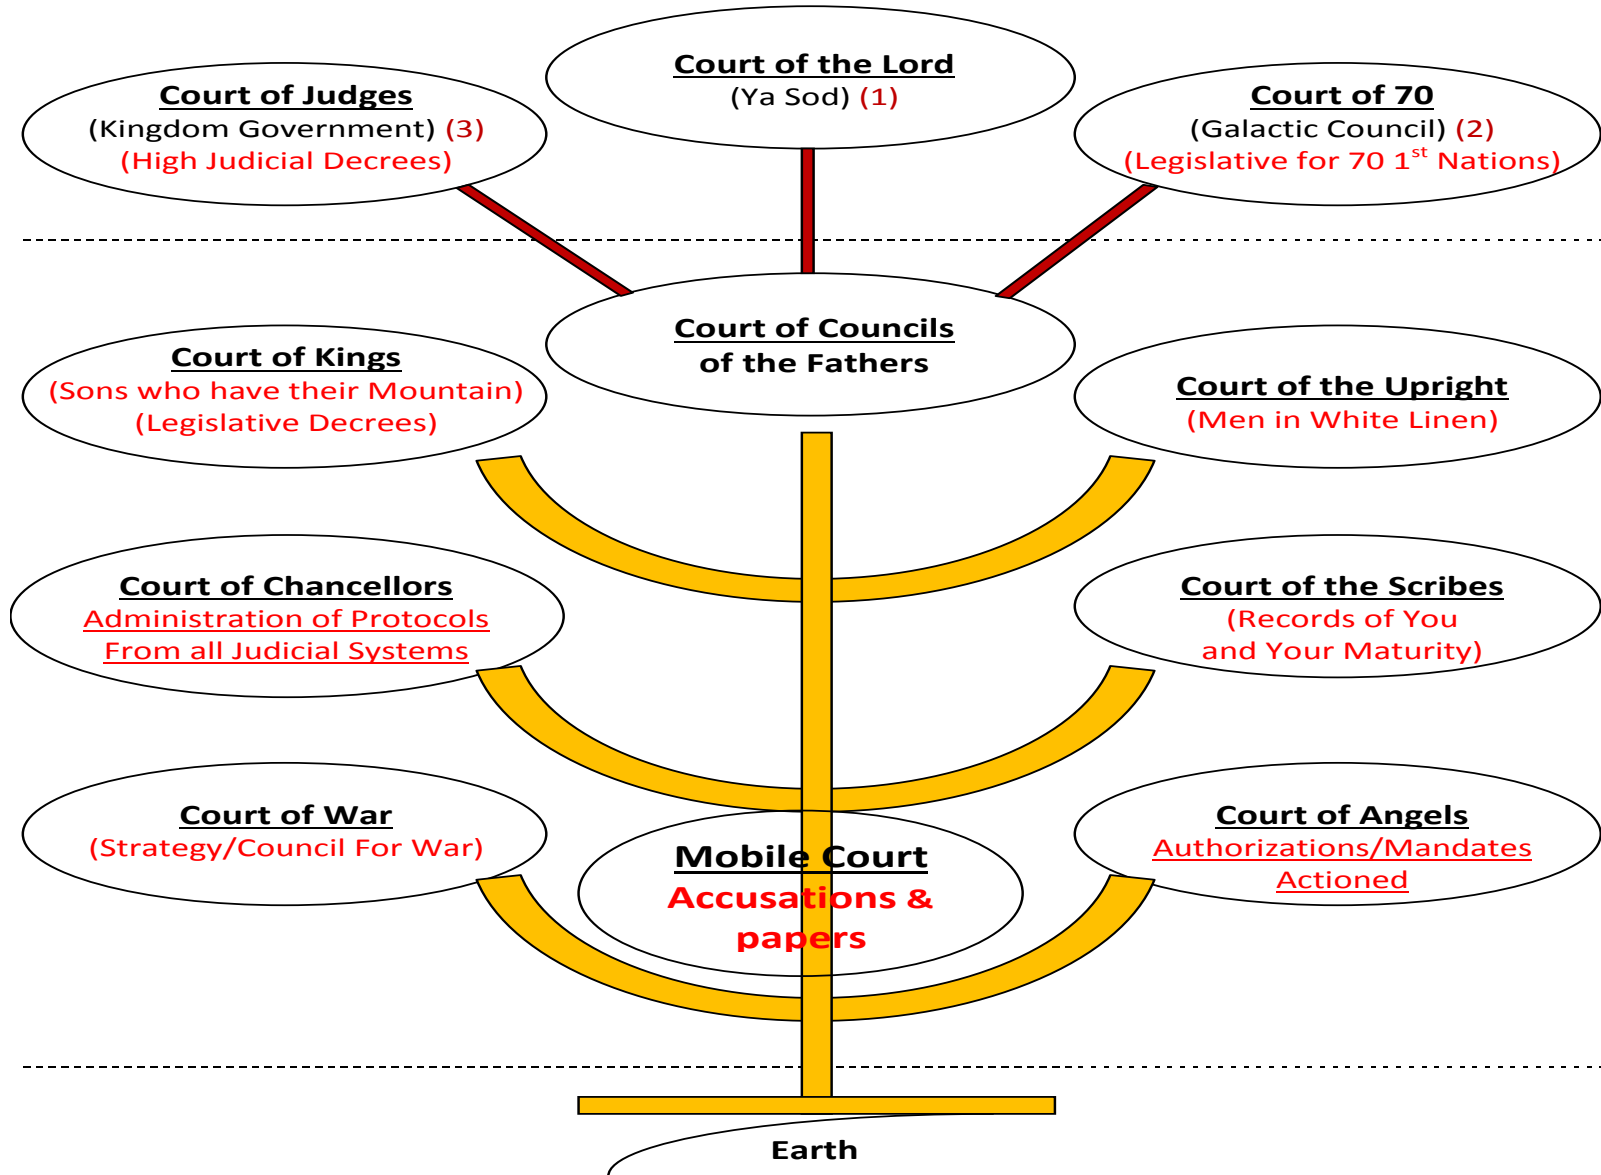 Court of the Lord
(Ya Sod) (1)
Court of Judges
(Kingdom Government) (3)
(High Judicial Decrees)
Court of 70
(Galactic Council) (2)
(Legislative for 70 1st Nations)
Court of Councils
of the Fathers
Court of Kings
(Sons who have their Mountain)
(Legislative Decrees)
Court of the Upright
(Men in White Linen)
Court of Chancellors
Administration of Protocols
From all Judicial Systems
Court of the Scribes
(Records of You
and Your Maturity)
Court of War
(Strategy/Council For War)
Mobile Court
Accusations &
papers
Court of Angels
Authorizations/Mandates
Actioned
Earth